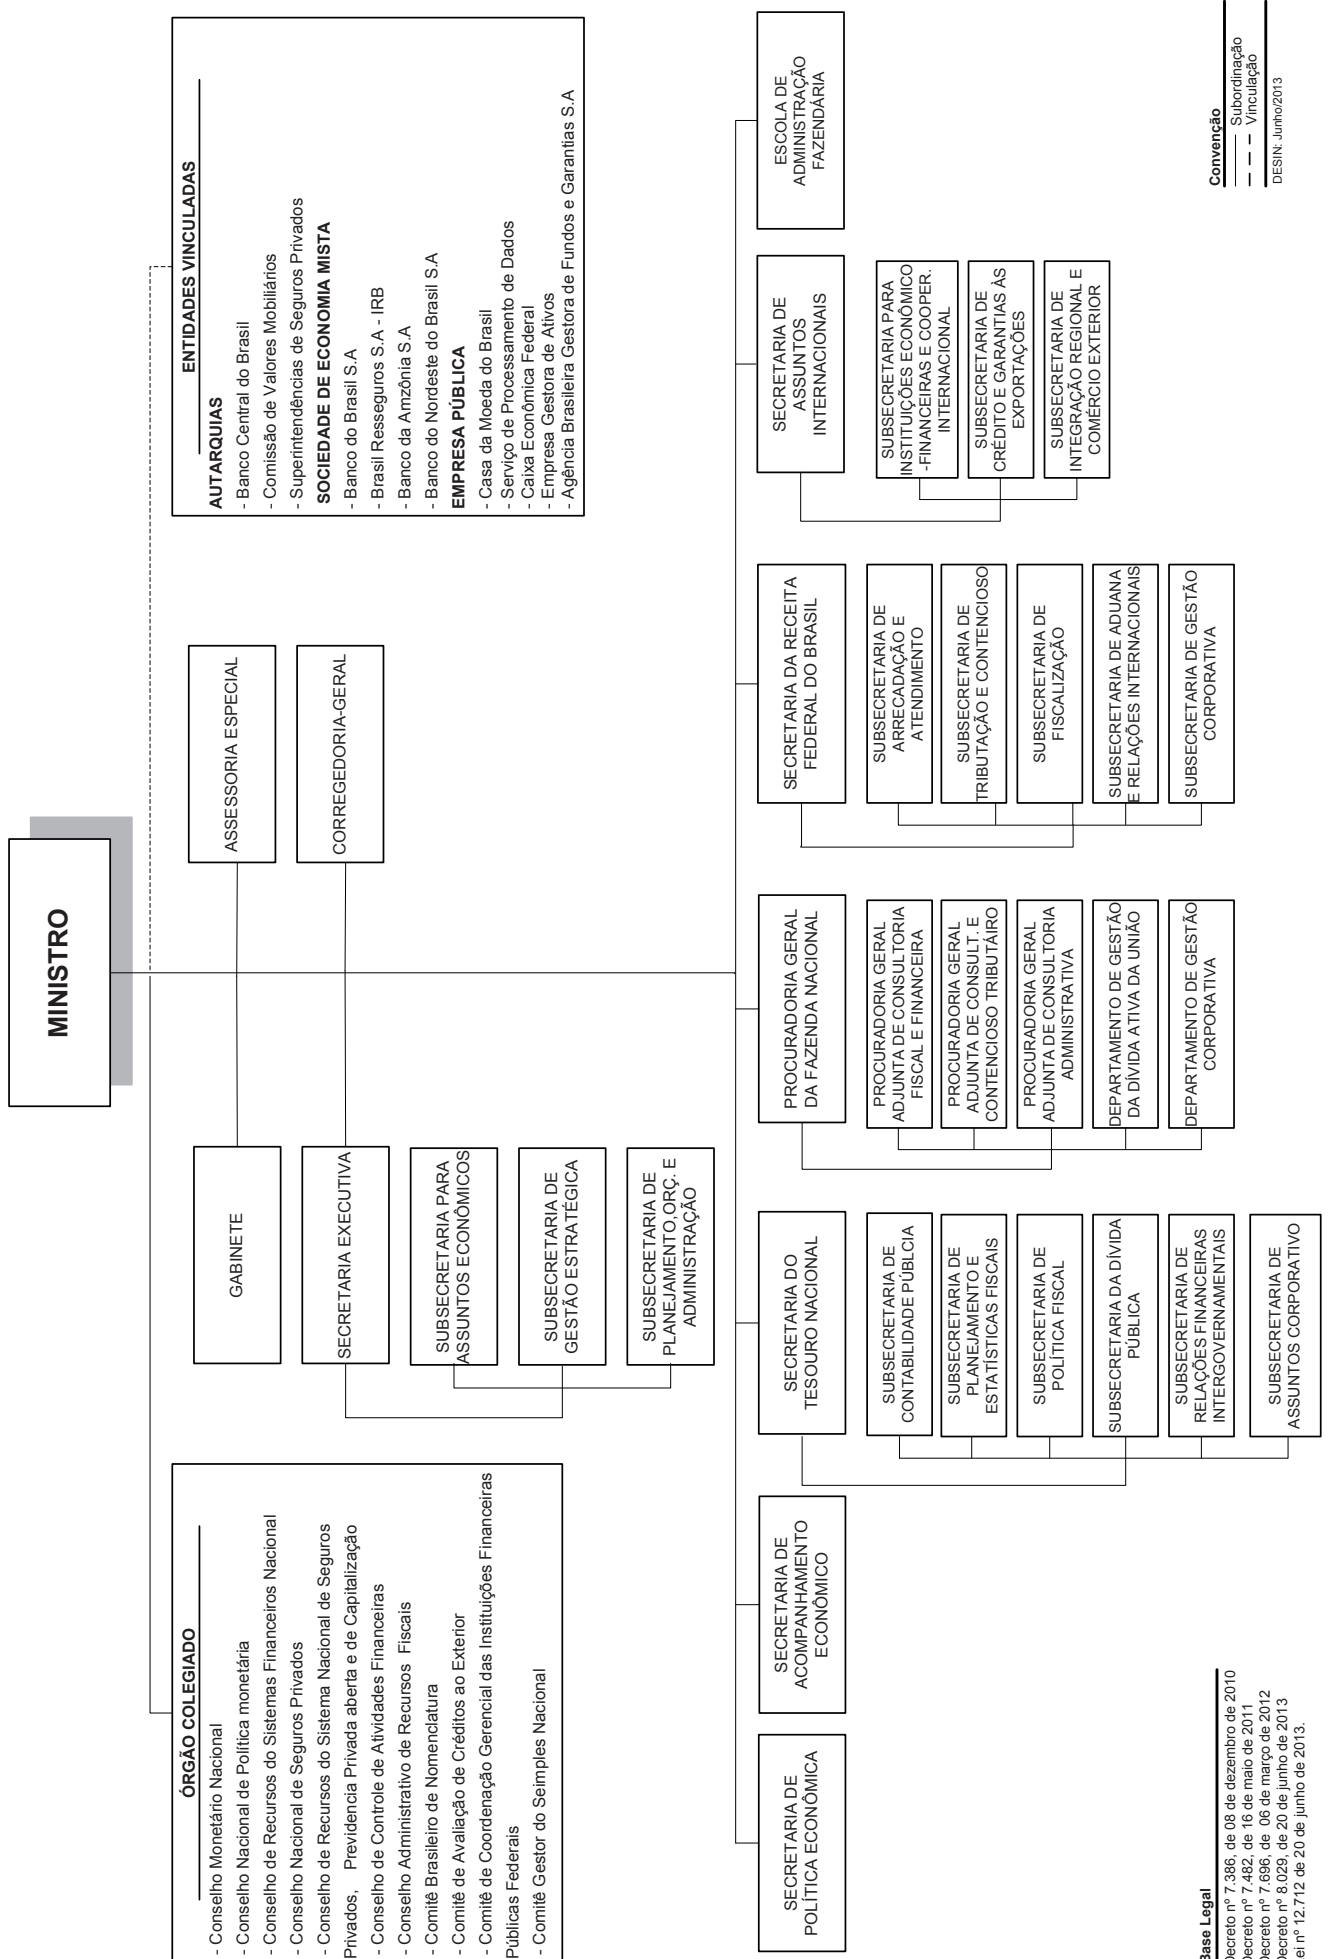 MINISTRO
ÓRGÃO COLEGIADO
- Conselho Monetário Nacional
- Conselho Nacional de Política monetária
- Conselho de Recursos do Sistemas Financeiros Nacional
- Conselho Nacional de Seguros Privados
- Conselho de Recursos do Sistema Nacional de Seguros
Privados, Previdencia Privada aberta e de Capitalização
- Conselho de Controle de Atividades Financeiras
- Conselho Administrativo de Recursos Fiscais
- Comitê Brasileiro de Nomenclatura
- Comitê de Avaliação de Créditos ao Exterior
- Comitê de Coordenação Gerencial das Instituições Financeiras
Públicas Federais
- Comitê Gestor do Seimples Nacional
GABINETE
ASSESSORIA ESPECIAL
SECRETARIA EXECUTIVA
CORREGEDORIA-GERAL
SUBSECRETARIA PARA
ASSUNTOS ECONÔMICOS
SUBSECRETARIA DE
GESTÃO ESTRATÉGICA
SUBSECRETARIA DE
PLANEJAMENTO,ORÇ. E
ADMINISTRAÇÃO
ENTIDADES VINCULADAS
AUTARQUIAS
- Banco Central do Brasil
- Comissão de Valores Mobiliários
- Superintendências de Seguros Privados
SOCIEDADE DE ECONOMIA MISTA
- Banco do Brasil S.A
- Brasil Resseguros S.A - IRB
- Banco da Amzônia S.A
- Banco do Nordeste do Brasil S.A
EMPRESA PÚBLICA
- Casa da Moeda do Brasil
- Serviço de Processamento de Dados
- Caixa Econômica Federal
- Empresa Gestora de Ativos
- Agência Brasileira Gestora de Fundos e Garantias S.A
SECRETARIA DE
POLÍTICA ECONÔMICA
SECRETARIA DE
ACOMPANHAMENTO
ECONÔMICO
SECRETARIA DO
TESOURO NACIONAL
SUBSECRETARIA DE
CONTABILIDADE PÚBLCIA
SUBSECRETARIA DE
PLANEJAMENTO E
ESTATÍSTICAS FISCAIS
SUBSECRETARIA DE
POLÍTICA FISCAL
SUBSECRETARIA DA DÍVIDA
PÚBLICA
SUBSECRETARIA DE
RELAÇÕES FINANCEIRAS
INTERGOVERNAMENTAIS
SUBSECRETARIA DE
ASSUNTOS CORPORATIVO
PROCURADORIA GERAL
DA FAZENDA NACIONAL
PROCURADORIA GERAL
ADJUNTA DE CONSULTORIA
FISCAL E FINANCEIRA
PROCURADORIA GERAL
ADJUNTA DE CONSULT. E
CONTENCIOSO TRIBUTÁIRO
PROCURADORIA GERAL
ADJUNTA DE CONSULTORIA
ADMINISTRATIVA
DEPARTAMENTO DE GESTÃO
DA DÍVIDA ATIVA DA UNIÃO
DEPARTAMENTO DE GESTÃO
CORPORATIVA
SECRETARIA DA RECEITA
FEDERAL DO BRASIL
SUBSECRETARIA DE
ARRECADAÇÃO E
ATENDIMENTO
SUBSECRETARIA DE
TRIBUTAÇÃO E CONTENCIOSO
SUBSECRETARIA DE
FISCALIZAÇÃO
SUBSECRETARIA DE ADUANA
E RELAÇÕES INTERNACIONAIS
SUBSECRETARIA DE GESTÃO
CORPORATIVA
SECRETARIA DE
ASSUNTOS
INTERNACIONAIS
SUBSECRETARIA PARA
INSTITUIÇÕES ECONÔMICO
-FINANCEIRAS E COOPER.
INTERNACIONAL
SUBSECRETARIA DE
CRÉDITO E GARANTIAS ÀS
EXPORTAÇÕES
SUBSECRETARIA DE
INTEGRAÇÃO REGIONAL E
COMÉRCIO EXTERIOR
ESCOLA DE
ADMINISTRAÇÃO
FAZENDÁRIA
Base Legal
Decreto nº 7.386, de 08 de dezembro de 2010
Decreto nº 7.482, de 16 de maio de 2011
Decreto nº 7.696, de 06 de março de 2012
Decreto nº 8.029, de 20 de junho de 2013
Lei nº 12.712 de 20 de junho de 2013.
Convenção
Subordinação
Vinculação
DESIN: Junho/2013